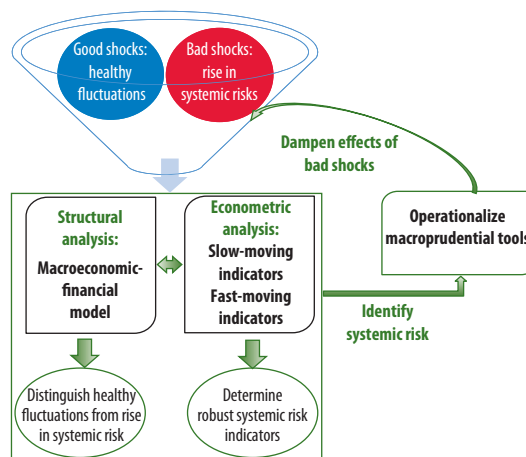 Good shocks:
healthy
fluctuations
Bad shocks:
rise in
systemic risks
Dampen effects of
bad shocks
Structural
analysis:
Macroeconomic-
financial
model
Econometric
analysis:
Slow-moving
indicators
Fast-moving
indicators
Operationalize
macroprudential tools
Identify
systemic risk
Distinguish healthy
fluctuations from rise
in systemic risk
Determine
robust systemic risk
indicators